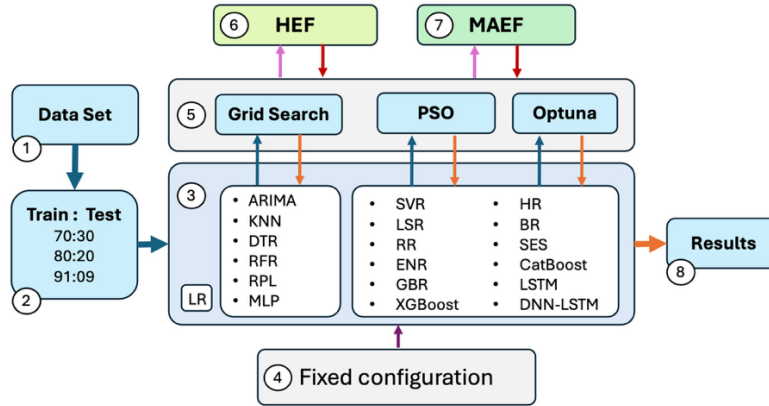 6 HEF
7 MAEF
Data Set
1
5 Grid Search PSO Optuna
Train : Test
70:30
80:20
91:09
2
3
• ARIMA
• KNN
• DTR
• RFR
• RPL
• MLP
LR
• SVR
• LSR
• RR
• ENR
• GBR
• XGBoost
• HR
• BR
• SES
• CatBoost
• LSTM
• DNN-LSTM
Results
8
4 Fixed configuration